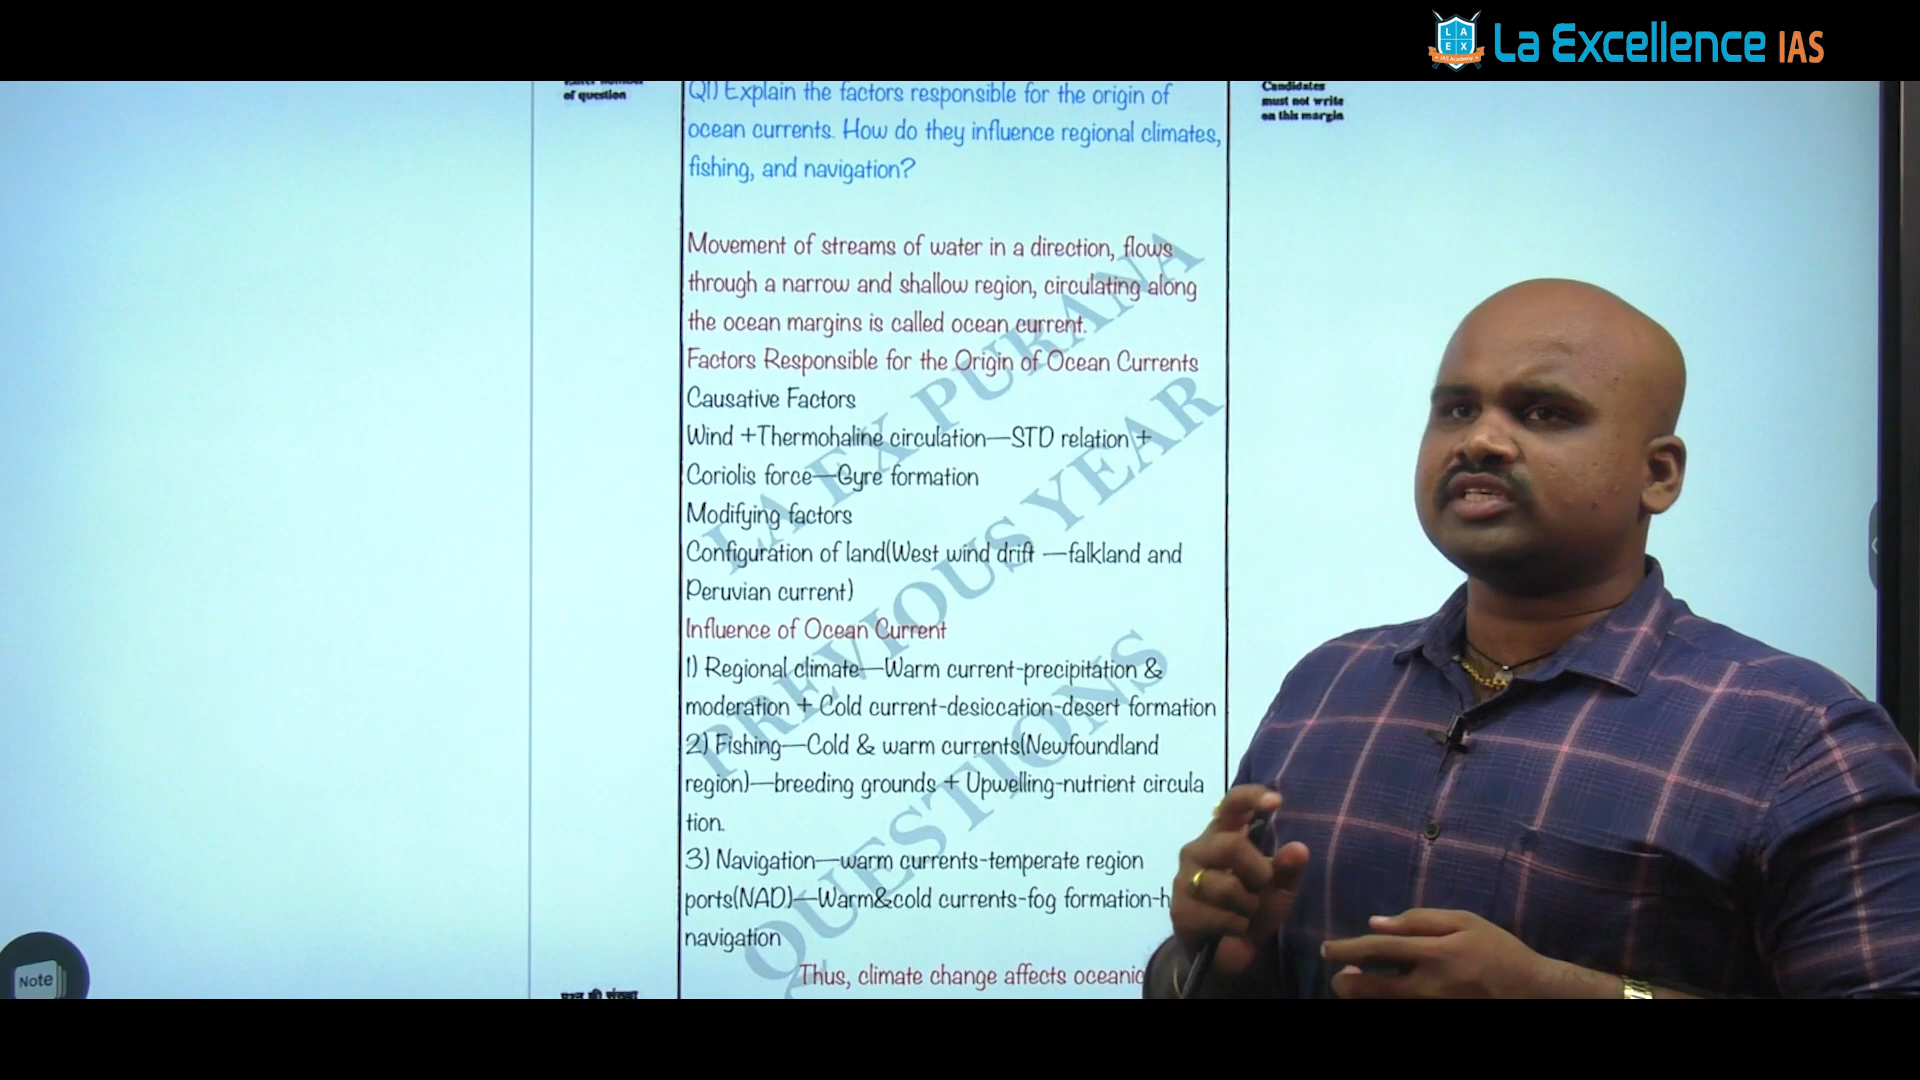 La Excellence IAS
LA
EX
IAS Academy
of question
Q1) Explain the factors responsible for the origin of
ocean currents. How do they influence regional climates,
fishing, and navigation?
Candidates
must not write
on this margin
Movement of streams of water in a direction, flows
through a narrow and shallow region, circulating along
the ocean margins is called ocean current.
Factors Responsible for the Origin of Ocean Currents
Causative Factors
Wind +Thermohaline circulation—STD relation +
Coriolis force—Gyre formation
Modifying factors
Configuration of land(West wind drift —falkland and
Peruvian current)
Influence of Ocean Current
1) Regional climate—Warm current-precipitation &
moderation + Cold current-desiccation-desert formation
2) Fishing—Cold & warm currents(Newfoundland
region)—breeding grounds + Upwelling-nutrient circula
tion.
3) Navigation—warm currents-temperate region
ports(NAD)—Warm&cold currents-fog formation-h
navigation
Thus, climate change affects oceanic
LA EX PURANA
PREVIOUS YEAR
QUESTIONS
Note